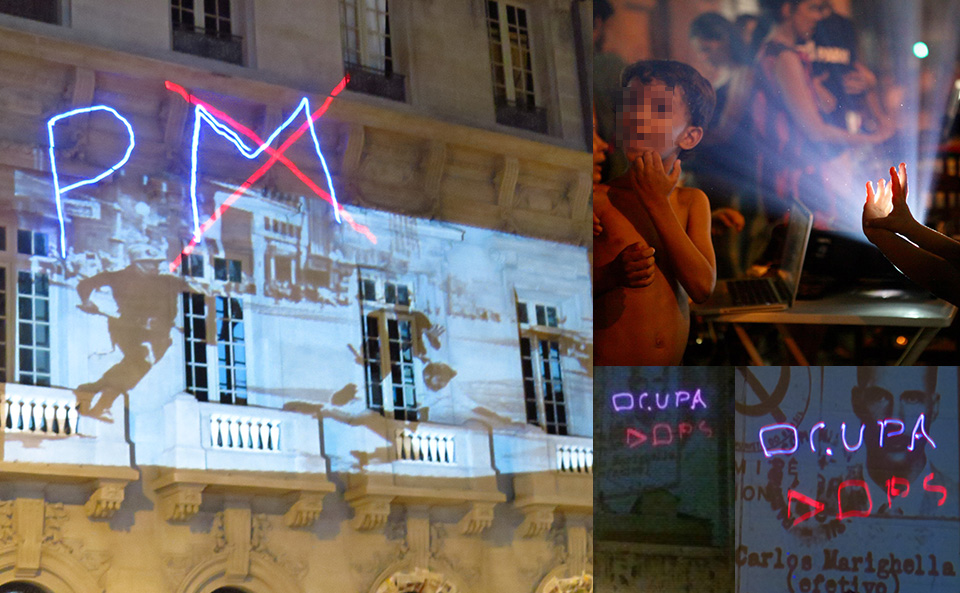 PM
OCUPA
DOPS
OCUPA
DOPS
Carlos Marighella
(efetivo)